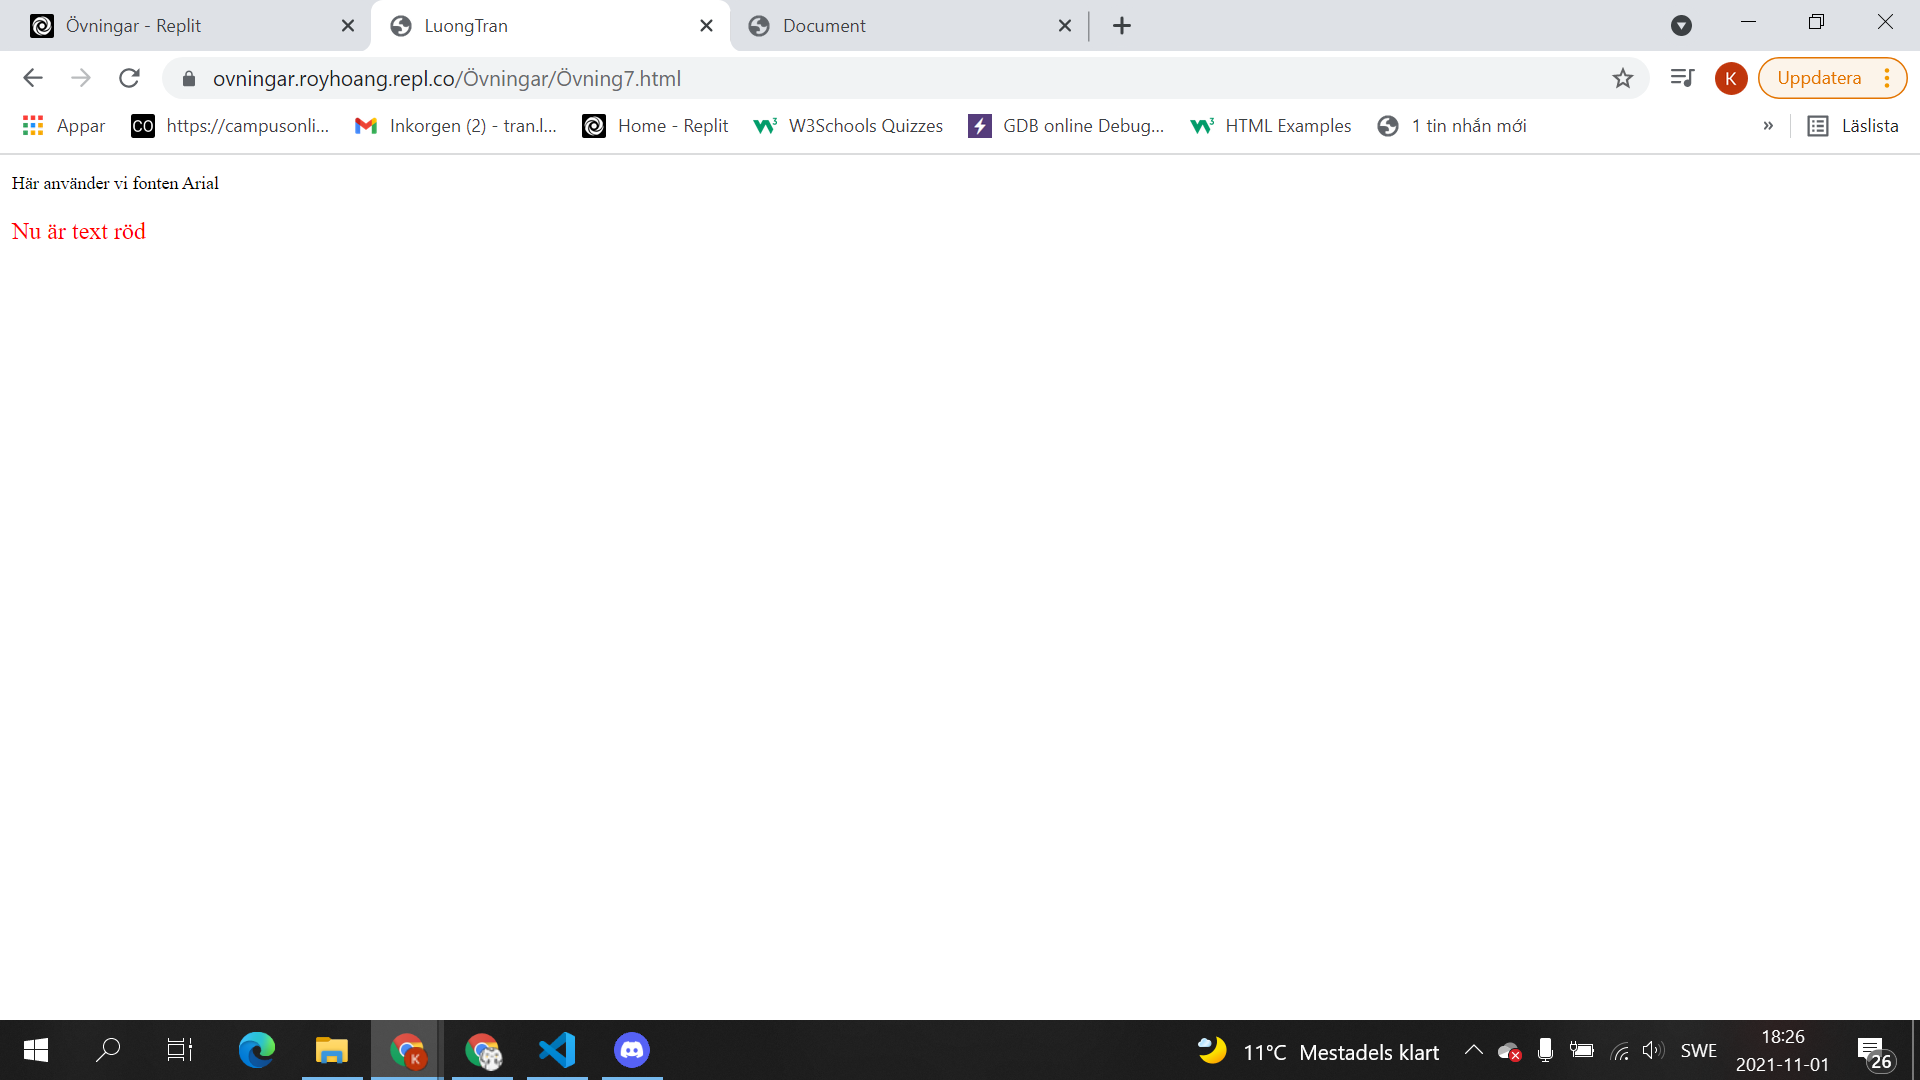 Övningar - Replit
LuongTran
Document
ovningar.royhoang.repl.co/Övningar/Övning7.html
K
Uppdatera
Appar
CO
https://campusonli...
Inkorgen (2) - tran.l...
Home - Replit
W3Schools Quizzes
GDB online Debug...
HTML Examples
1 tin nhắn mới
»
Läslista
Här använder vi fonten Arial
Nu är text röd
K
11°C Mestadels klart
SWE
18:26
2021-11-01
26